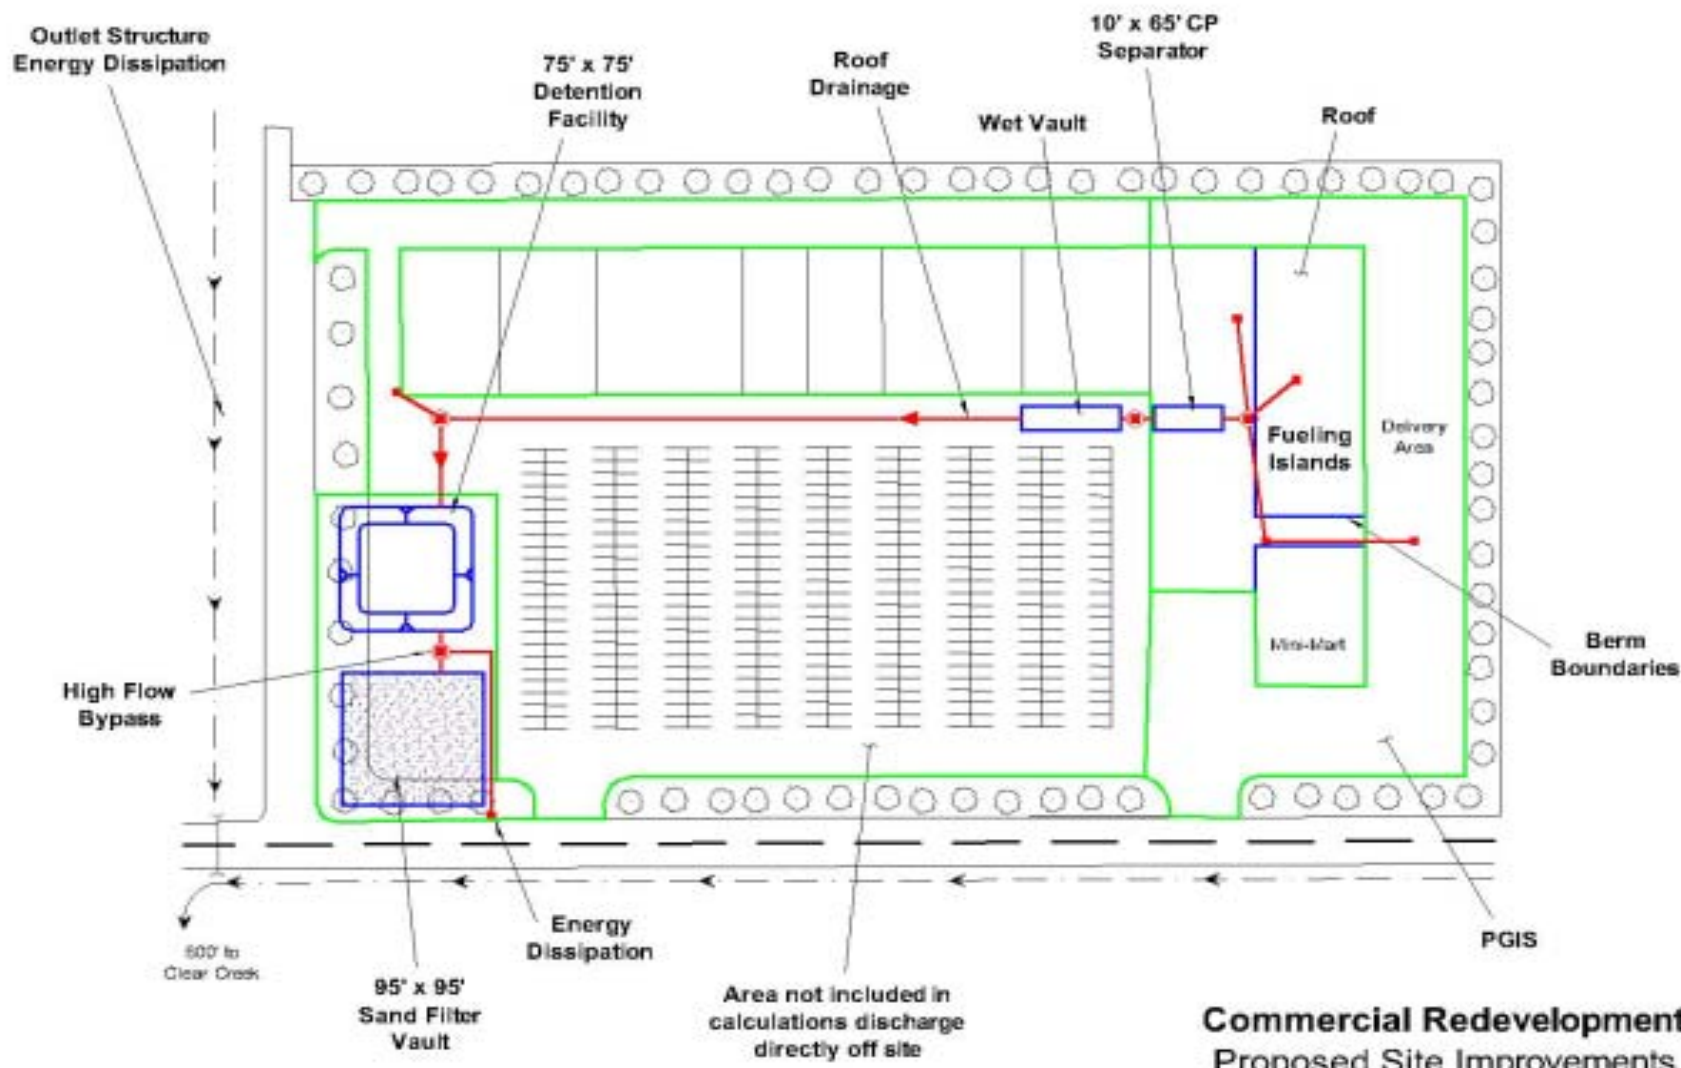 Outlet Structure
Energy Dissipation
75' x 75'
Detention
Facility
Roof
Drainage
10' x 65' CP
Separator
Wet Vault
Roof
Fueling
Islands
Delivery
Area
Mini-Mart
Berm
Boundaries
High Flow
Bypass
PGIS
Energy
Dissipation
600' to
Clear Creek
95' x 95'
Sand Filter
Vault
Area not included in
calculations discharge
directly off site
Commercial Redevelopment
Proposed Site Improvements